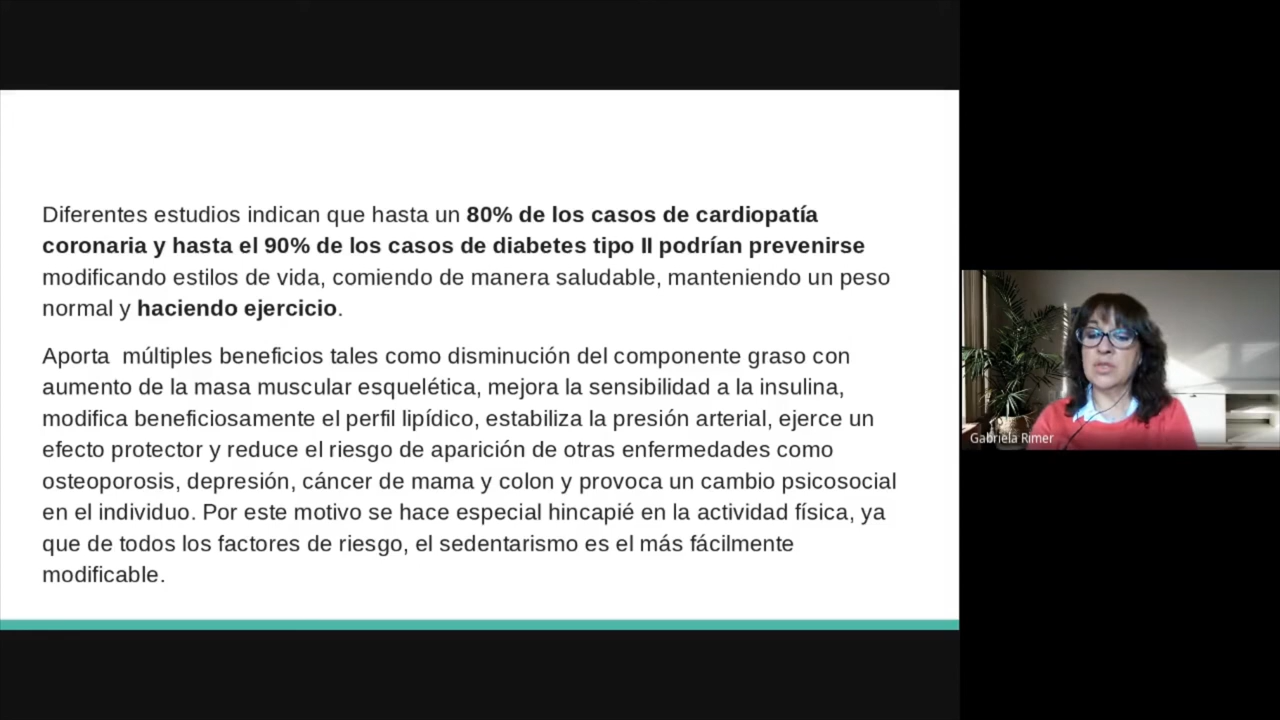 Diferentes estudios indican que hasta un 80% de los casos de cardiopatía
coronaria y hasta el 90% de los casos de diabetes tipo II podrían prevenirse
modificando estilos de vida, comiendo de manera saludable, manteniendo un peso
normal y haciendo ejercicio.
Aporta  múltiples beneficios tales como disminución del componente graso con
aumento de la masa muscular esquelética, mejora la sensibilidad a la insulina,
modifica beneficiosamente el perfil lipídico, estabiliza la presión arterial, ejerce un
efecto protector y reduce el riesgo de aparición de otras enfermedades como
osteoporosis, depresión, cáncer de mama y colon y provoca un cambio psicosocial
en el individuo. Por este motivo se hace especial hincapié en la actividad física, ya
que de todos los factores de riesgo, el sedentarismo es el más fácilmente
modificable.
Gabriela Rimer